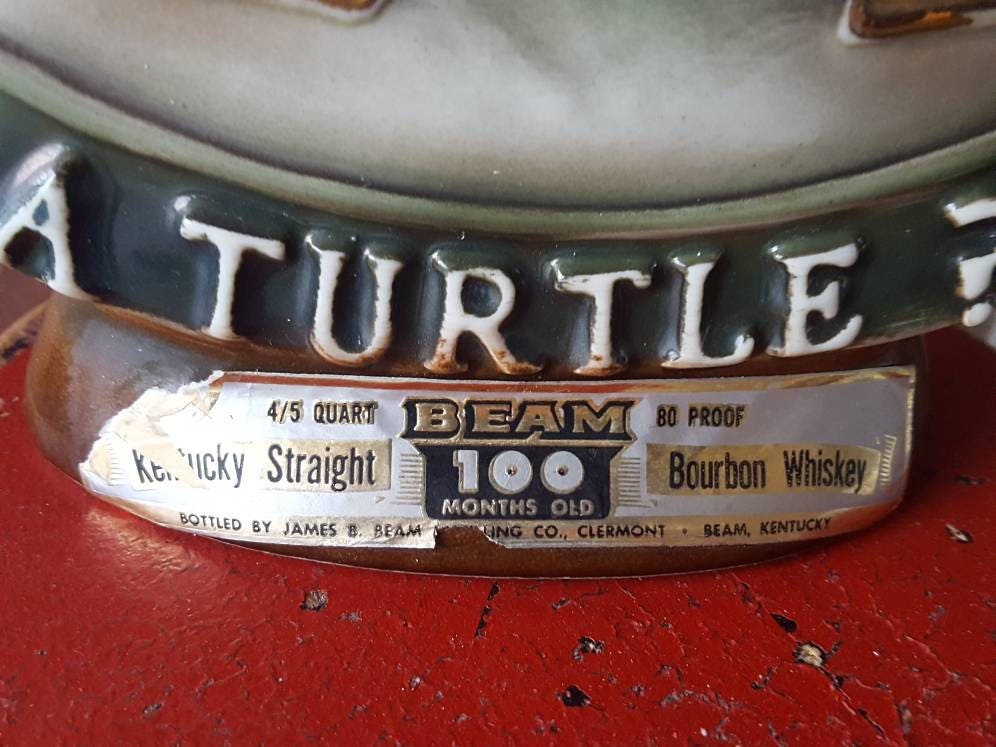 A TURTLE ?
4/5 QUART BEAM 80 PROOF
Kentucky Straight 100 Bourbon Whiskey
MONTHS OLD
BOTTLED BY JAMES B. BEAM ING CO., CLERMONT • BEAM, KENTUCKY